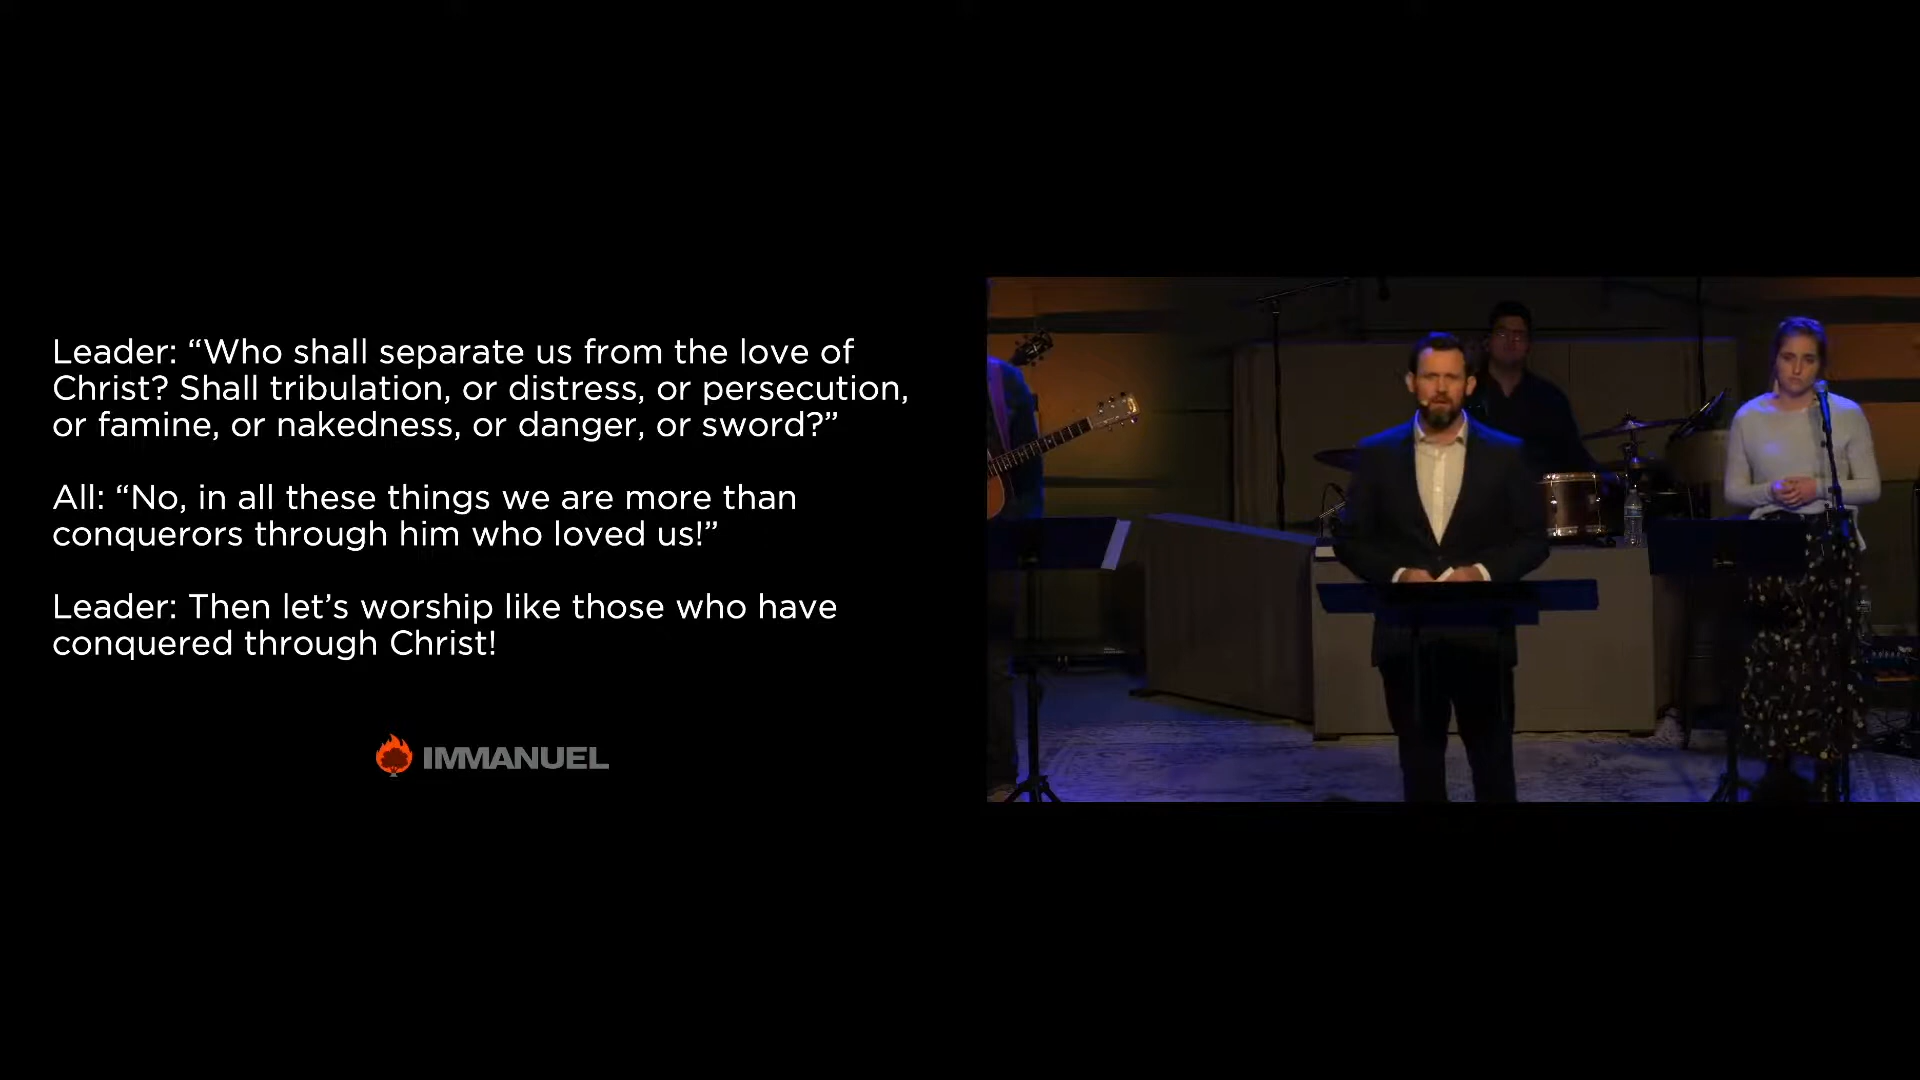 Leader: “Who shall separate us from the love of
Christ? Shall tribulation, or distress, or persecution,
or famine, or nakedness, or danger, or sword?”
All: “No, in all these things we are more than
conquerors through him who loved us!”
Leader: Then let’s worship like those who have
conquered through Christ!
IMMANUEL